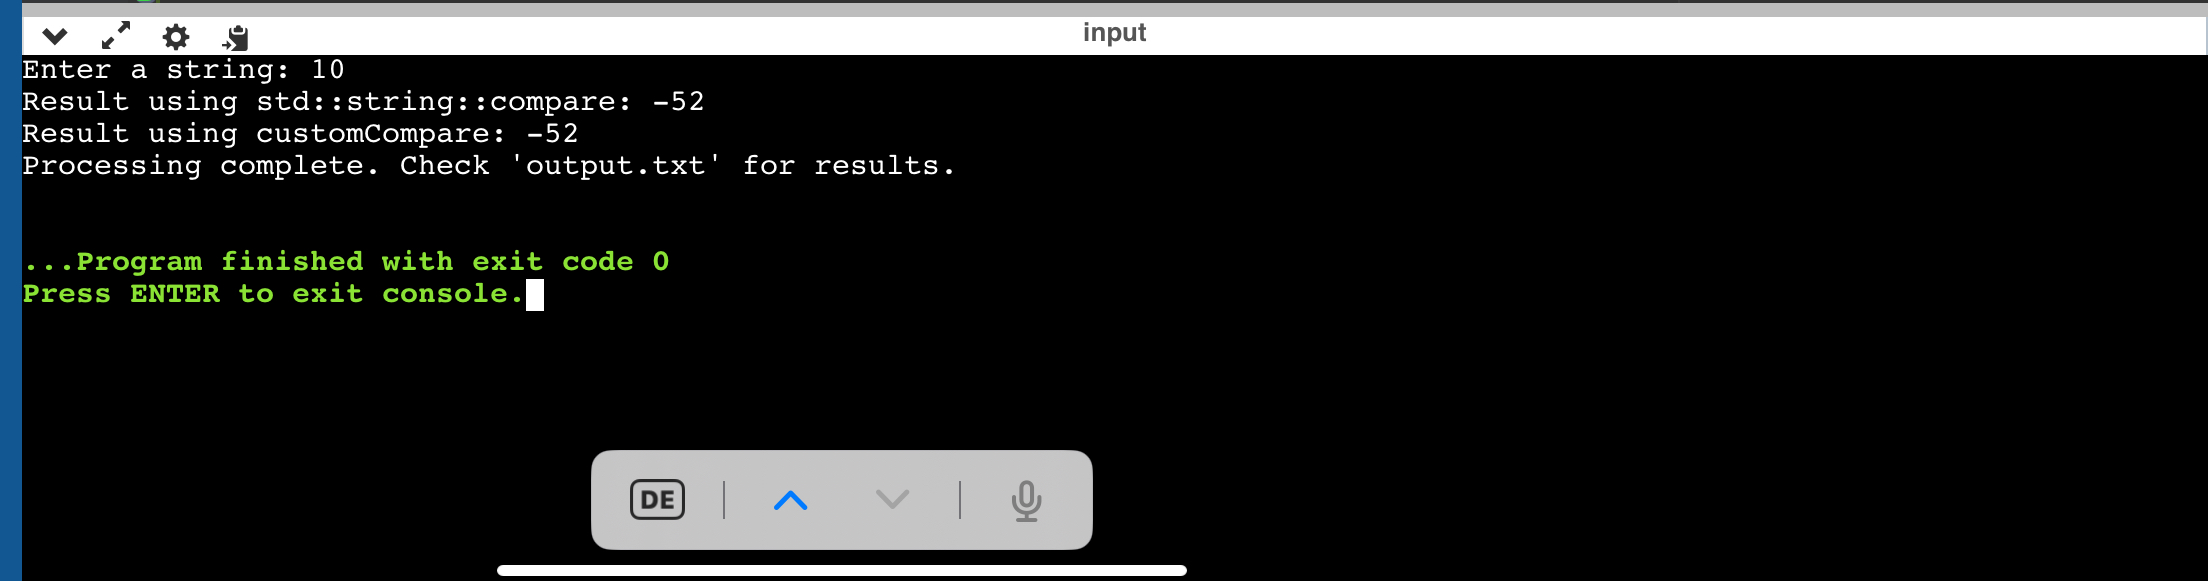 input
Enter a string: 10
Result using std::string::compare: -52
Result using customCompare: -52
Processing complete. Check 'output.txt' for results.
...Program finished with exit code 0
Press ENTER to exit console.
DE